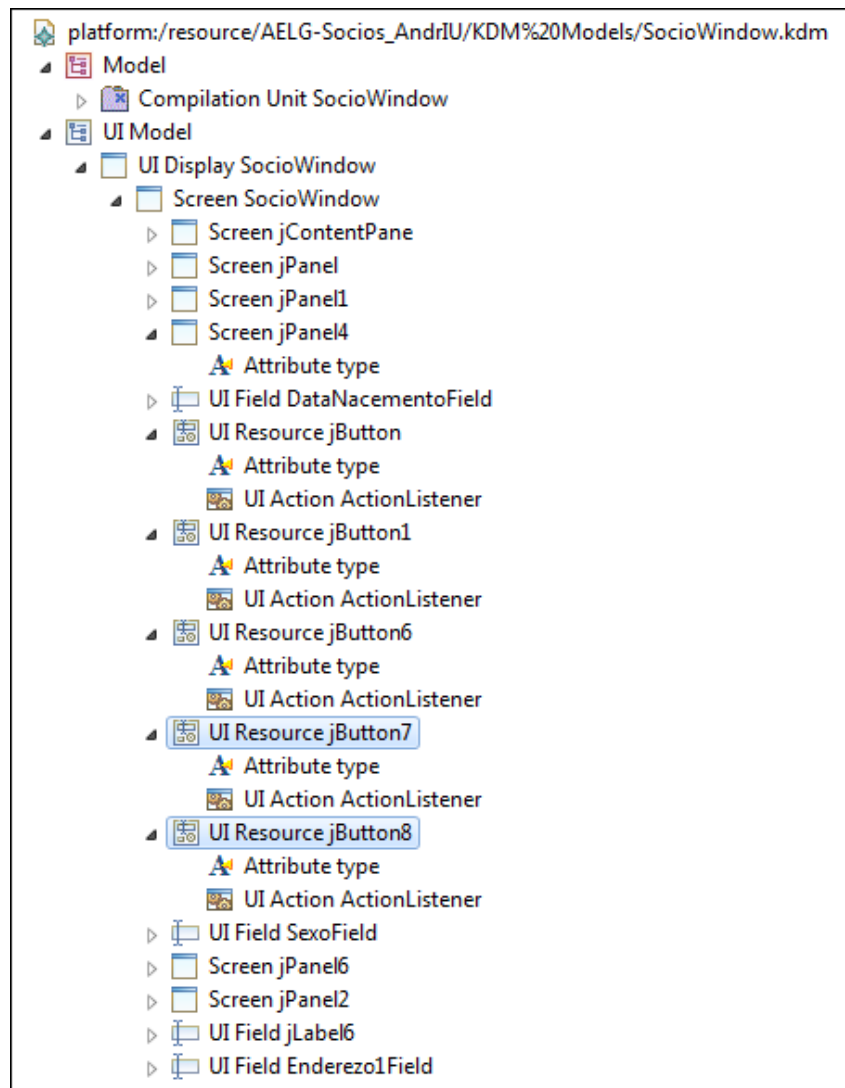 platform:/resource/AELG-Socios_AndrIU/KDM%20Models/SocioWindow.kdm
Model
Compilation Unit SocioWindow
UI Model
UI Display SocioWindow
Screen SocioWindow
Screen jContentPane
Screen jPanel
Screen jPanel1
Screen jPanel4
Attribute type
UI Field DataNacementoField
UI Resource jButton
Attribute type
UI Action ActionListener
UI Resource jButton1
Attribute type
UI Action ActionListener
UI Resource jButton6
Attribute type
UI Action ActionListener
UI Resource jButton7
Attribute type
UI Action ActionListener
UI Resource jButton8
Attribute type
UI Action ActionListener
UI Field SexoField
Screen jPanel6
Screen jPanel2
UI Field jLabel6
UI Field Enderezo1Field